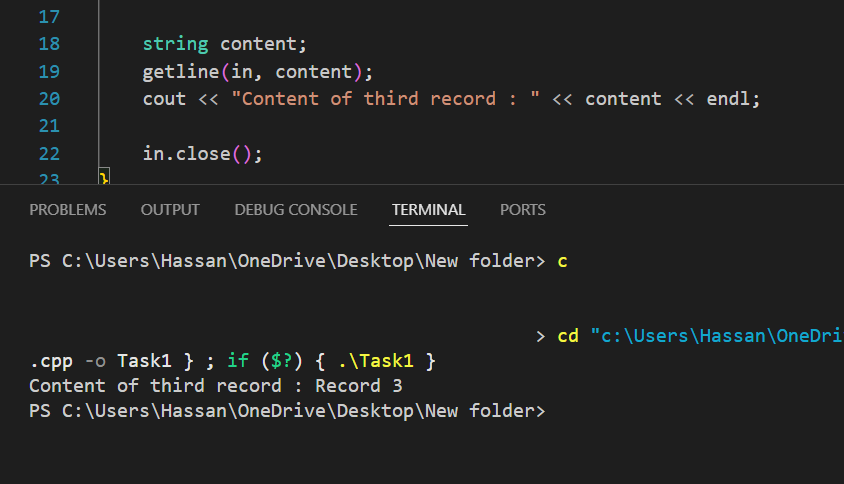 17
18 string content;
19 getline(in, content);
20 cout << "Content of third record : " << content << endl;
21
22 in.close();
23 }
PROBLEMS OUTPUT DEBUG CONSOLE TERMINAL PORTS
PS C:\Users\Hassan\OneDrive\Desktop\New folder> c
> cd "c:\Users\Hassan\OneDri
.cpp -o Task1 } ; if ($?) { .\Task1 }
Content of third record : Record 3
PS C:\Users\Hassan\OneDrive\Desktop\New folder>